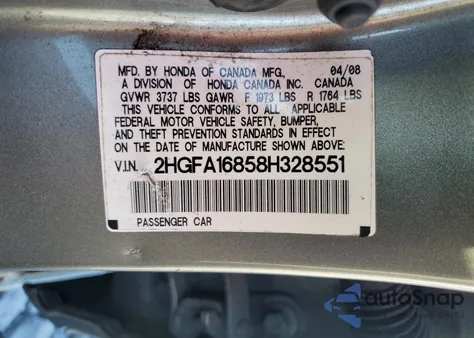 MFD. BY HONDA OF CANADA MFG., 04/08
A DIVISION OF HONDA CANADA INC. CANADA
GVWR 3737 LBS GAWR F 1973 LBS R 1764 LBS
THIS VEHICLE CONFORMS TO ALL APPLICABLE
FEDERAL MOTOR VEHICLE SAFETY, BUMPER,
AND THEFT PREVENTION STANDARDS IN EFFECT
ON THE DATE OF MANUFACTURE SHOWN ABOVE:
V.I.N. 2HGFA16858H328551
PASSENGER CAR
autoSnap